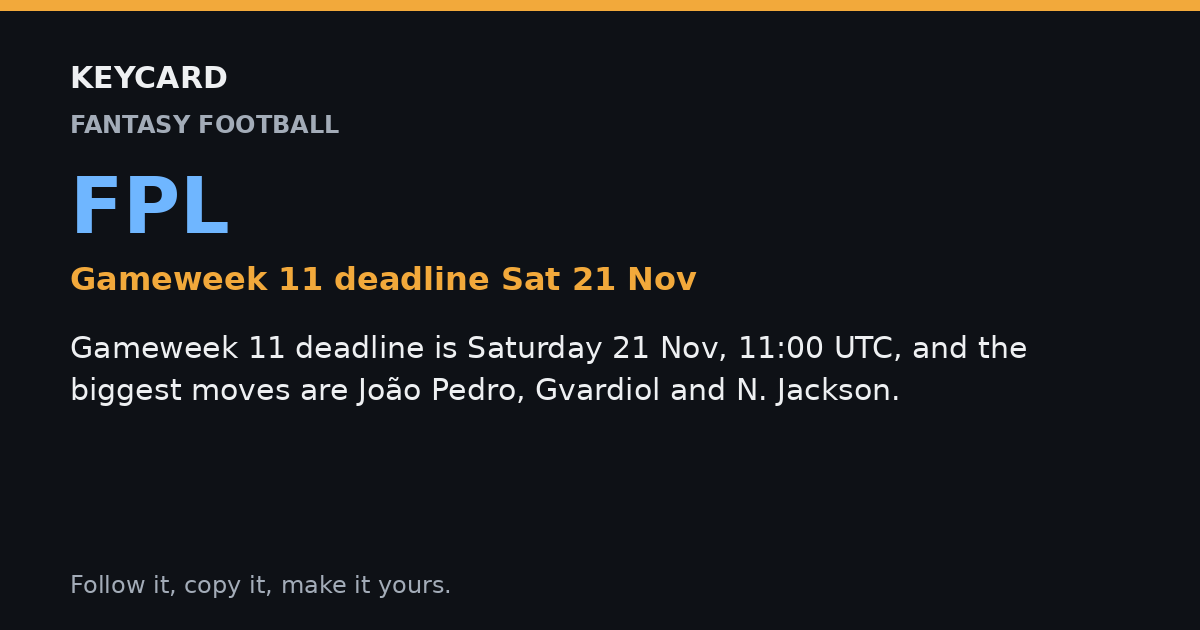 KEYCARD
FANTASY FOOTBALL
FPL
Gameweek 11 deadline Sat 21 Nov
Gameweek 11 deadline is Saturday 21 Nov, 11:00 UTC, and the
biggest moves are João Pedro, Gvardiol and N. Jackson.
Follow it, copy it, make it yours.